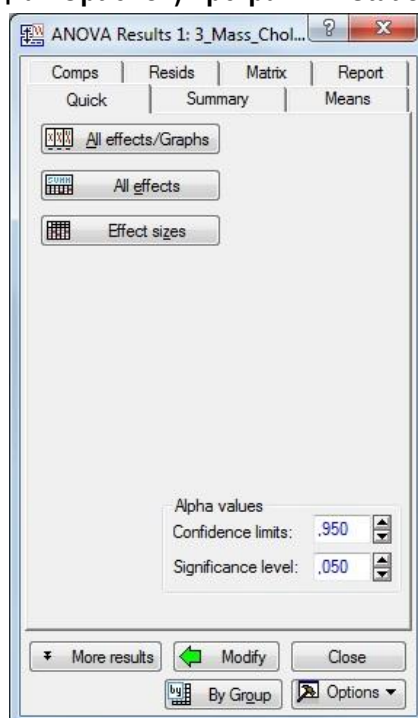 ANOVA Results 1: 3_Mass_Chol...
Comps Resids Matrix Report
Quick Summary Means
All effects/Graphs
All effects
Effect sizes
Alpha values
Confidence limits: ,950
Significance level: ,050
More results Modify Close
By Group Options